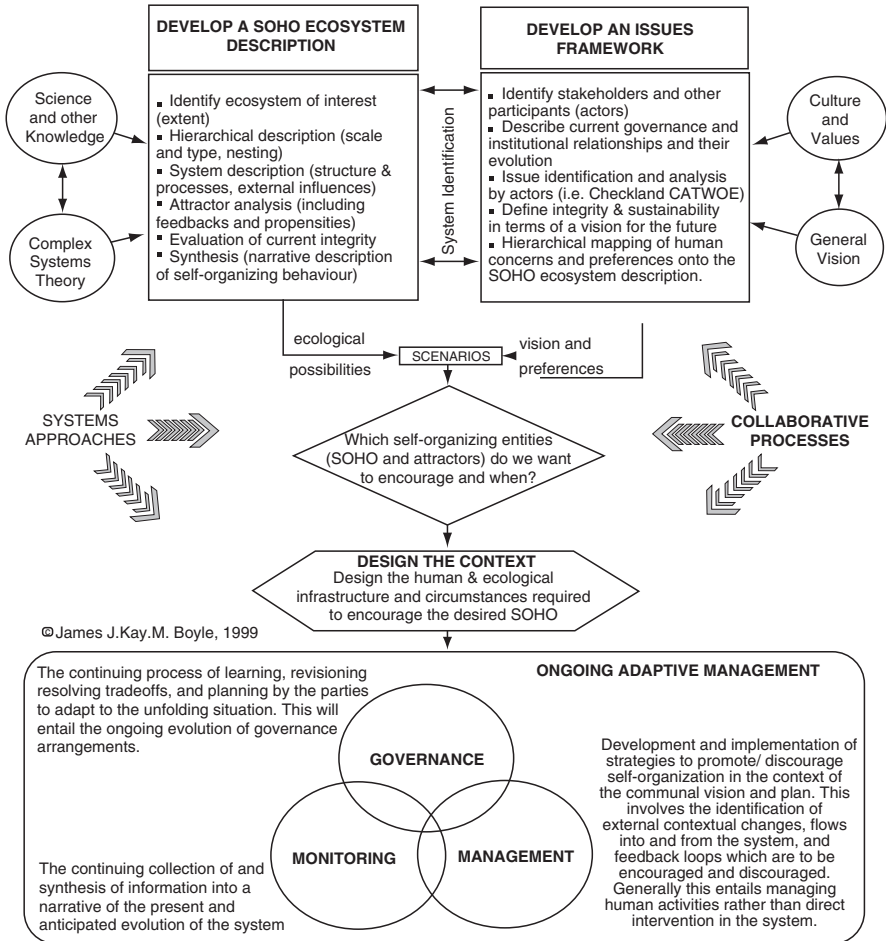 DEVELOP A SOHO ECOSYSTEM
DESCRIPTION
▪ Identify ecosystem of interest
(extent)
▪ Hierarchical description (scale
and type, nesting)
▪ System description (structure &
processes, external influences)
▪ Attractor analysis (including
feedbacks and propensities)
▪ Evaluation of current integrity
▪ Synthesis (narrative description
of self-organizing behaviour)
DEVELOP AN ISSUES
FRAMEWORK
▪ Identify stakeholders and other
participants (actors)
▪ Describe current governance and
institutional relationships and their
evolution
▪ Issue identification and analysis
by actors (i.e. Checkland CATWOE)
▪ Define integrity & sustainability
in terms of a vision for the future
▪ Hierarchical mapping of human
concerns and preferences onto the
SOHO ecosystem description.
Science
and other
Knowledge
Complex
Systems
Theory
System Identification
Culture
and
Values
General
Vision
ecological
possibilities
SCENARIOS
vision and
preferences
SYSTEMS
APPROACHES
COLLABORATIVE
PROCESSES
Which self-organizing entities
(SOHO and attractors) do we want
to encourage and when?
DESIGN THE CONTEXT
Design the human & ecological
infrastructure and circumstances required
to encourage the desired SOHO
© James J.Kay.M. Boyle, 1999
The continuing process of learning, revisioning
resolving tradeoffs, and planning by the parties
to adapt to the unfolding situation. This will
entail the ongoing evolution of governance
arrangements.
ONGOING ADAPTIVE MANAGEMENT
GOVERNANCE
MONITORING
MANAGEMENT
Development and implementation of
strategies to promote/ discourage
self-organization in the context of
the communal vision and plan. This
involves the identification of
external contextual changes, flows
into and from the system, and
feedback loops which are to be
encouraged and discouraged.
Generally this entails managing
human activities rather than direct
intervention in the system.
The continuing collection of and
synthesis of information into a
narrative of the present and
anticipated evolution of the system